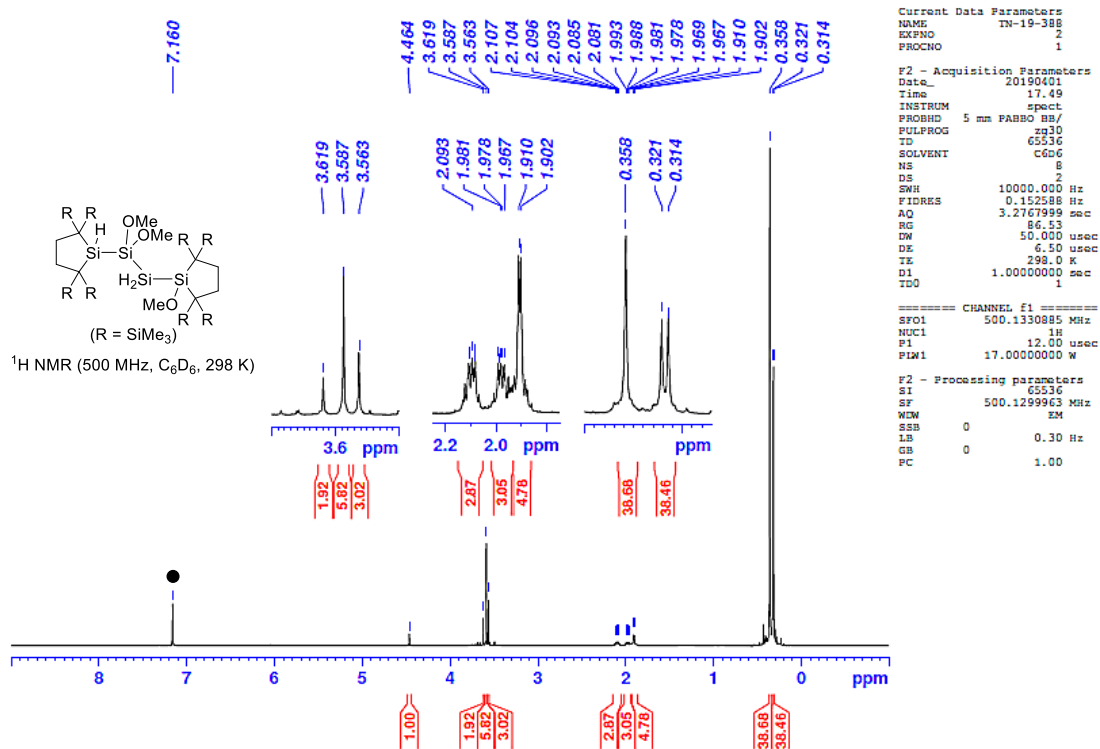 7.160
4.464
3.619
3.587
3.563
2.107
2.104
2.096
2.093
2.085
2.081
1.993
1.988
1.981
1.978
1.969
1.967
1.910
1.902
0.358
0.321
0.314
3.619
3.587
3.563
2.093
1.981
1.978
1.967
1.910
1.902
0.358
0.321
0.314
R R
H
OMe
Si Si
OMe
R R
R R
H2Si Si
MeO
R R
(R = SiMe3)
1H NMR (500 MHz, C6D6, 298 K)
3.6 ppm
2.2 2.0 ppm
ppm
1.92
5.82
3.02
2.87
3.05
4.78
38.68
38.46
8 7 6 5 4 3 2 1 0 ppm
1.00
1.92
5.82
3.02
2.87
3.05
4.78
38.68
38.46
Current Data Parameters
NAME TN-19-388
EXPNO 2
PROCNO 1
F2 - Acquisition Parameters
Date_ 20190401
Time 17.49
INSTRUM spect
PROBHD 5 mm PABBO BB/
PULPROG zg30
TD 65536
SOLVENT C6D6
NS 8
DS 2
SWH 10000.000 Hz
FIDRES 0.152588 Hz
AQ 3.2767999 sec
RG 86.53
DW 50.000 usec
DE 6.50 usec
TE 298.0 K
D1 1.00000000 sec
TD0 1
======== CHANNEL f1 ========
SFO1 500.1330885 MHz
NUC1 1H
P1 12.00 usec
PLW1 17.00000000 W
F2 - Processing parameters
SI 65536
SF 500.1299963 MHz
WDW EM
SSB 0
LB 0.30 Hz
GB 0
PC 1.00